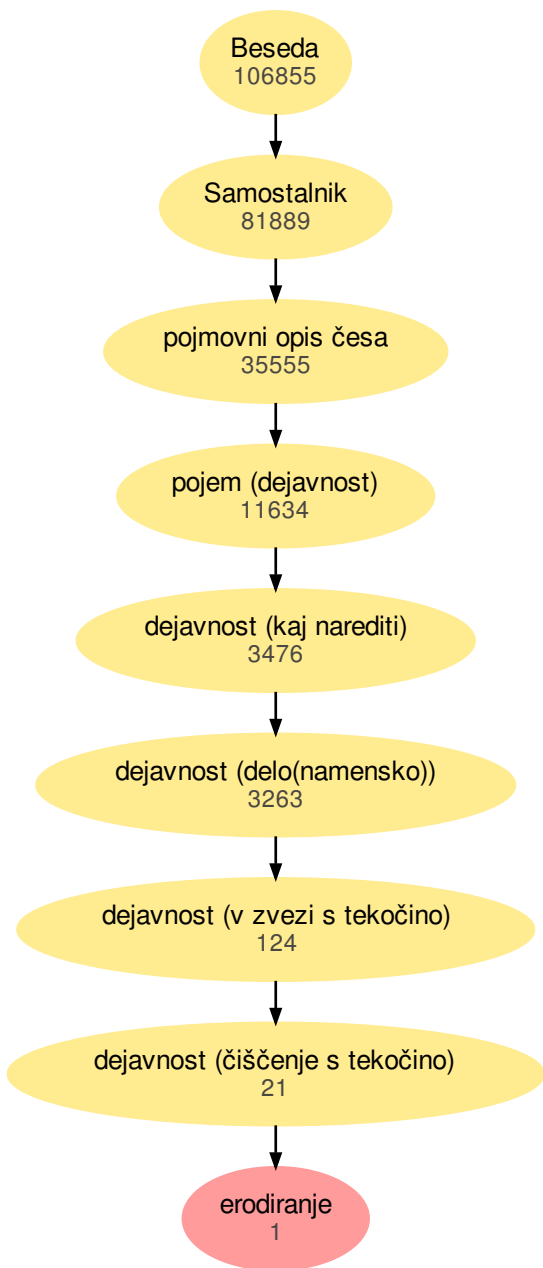 Beseda
106855
Samostalnik
81889
pojmovni opis česa
35555
pojem (dejavnost)
11634
dejavnost (kaj narediti)
3476
dejavnost (delo(namensko))
3263
dejavnost (v zvezi s tekočino)
124
dejavnost (čiščenje s tekočino)
21
erodiranje
1